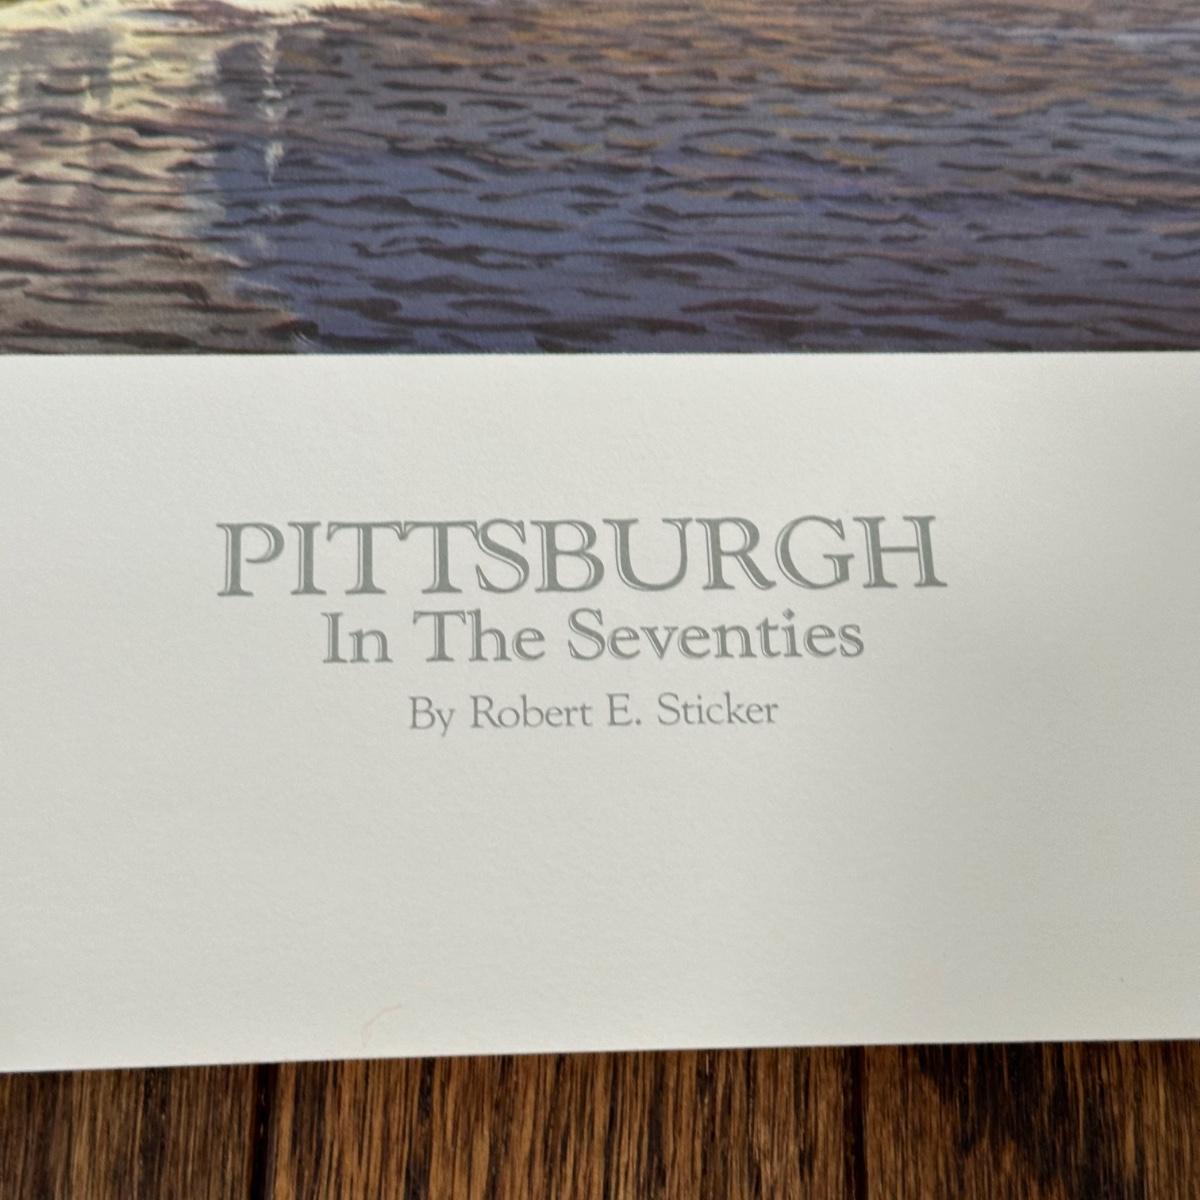 PITTSBURGH
In The Seventies
By Robert E. Sticker